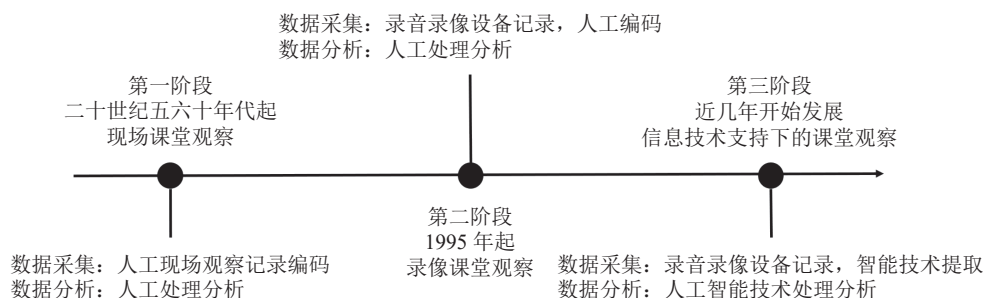 数据采集：录音录像设备记录，人工编码
数据分析：人工处理分析
第一阶段
二十世纪五六十年代起
现场课堂观察
第三阶段
近几年开始发展
信息技术支持下的课堂观察
第二阶段
1995 年起
录像课堂观察
数据采集：人工现场观察记录编码
数据分析：人工处理分析
数据采集：录音录像设备记录，智能技术提取
数据分析：人工智能技术处理分析